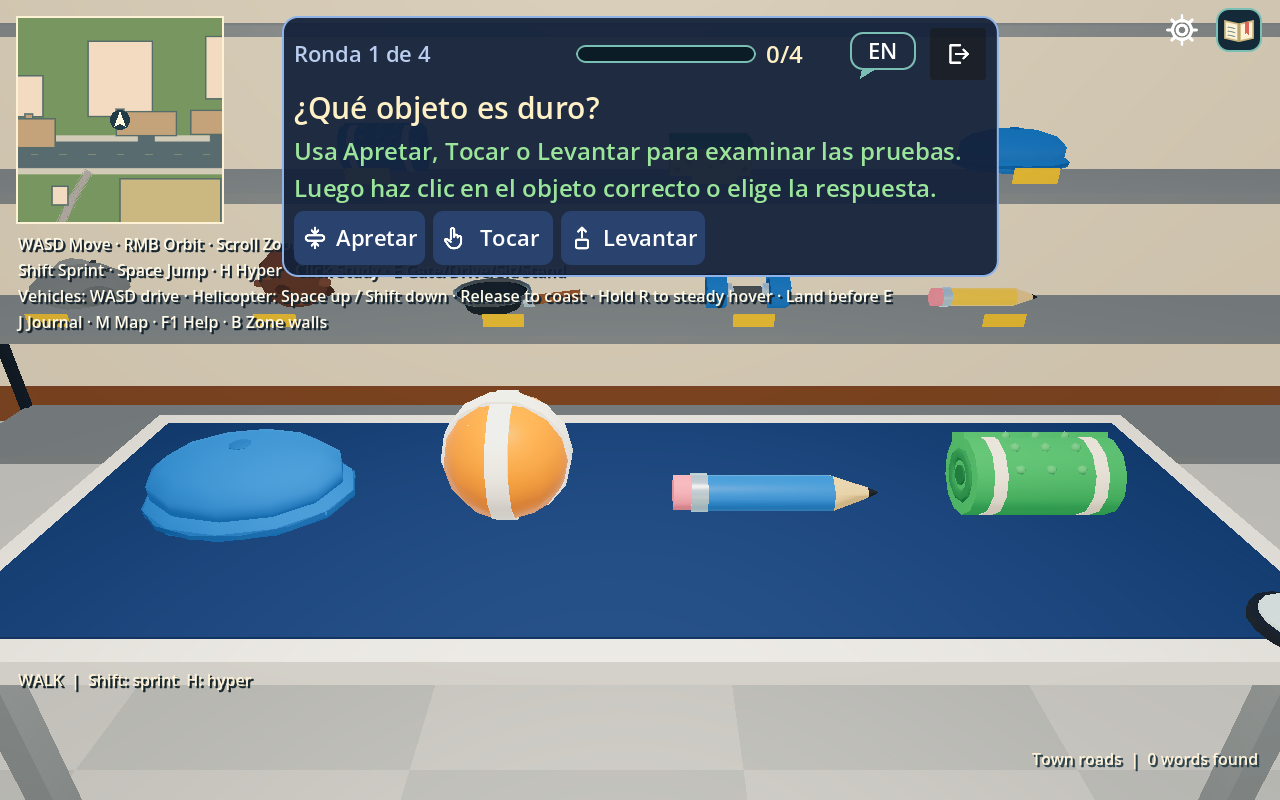 Ronda 1 de 4
0/4
EN
¿Qué objeto es duro?
Usa Apretar, Tocar o Levantar para examinar las pruebas.
Luego haz clic en el objeto correcto o elige la respuesta.
Apretar
Tocar
Levantar
WASD Move · RMB Orbit · Scroll Zoo
Shift Sprint · Space Jump · H Hyper · Click Study · E
Vehicles: WASD drive · Helicopter: Space up / Shift down · Release to coast · Hold R to steady hover · Land before E
J Journal · M Map · F1 Help · B Zone walls
WALK | Shift: sprint H: hyper
Town roads | 0 words found